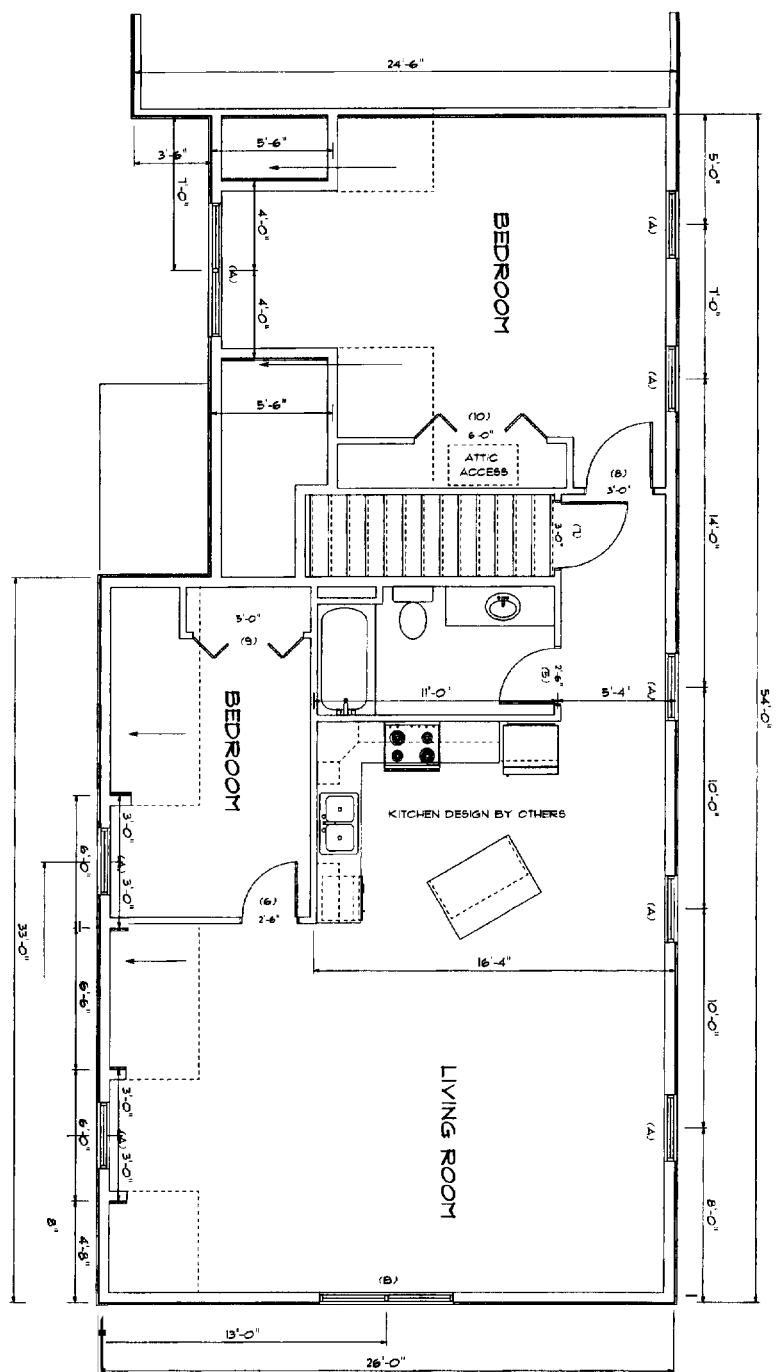 24'-6"
3'-6"
7'-0"
5'-6"
4'-0"
(A)
4'-0"
5'-6"
BEDROOM
(A)
(A)
5'-0"
7'-0"
14'-0"
54'-0"
(10)
6'-0"
ATTIC
ACCESS
(8)
3'-0"
(7)
3'-0"
5'-0"
(9)
BEDROOM
11'-0"
2'-6"
(5)
5'-4"
(A)
10'-0"
KITCHEN DESIGN BY OTHERS
3'-0"
(A)
3'-0"
6'-0"
33'-0"
(6)
2'-6"
(A)
16'-4"
6'-6"
10'-0"
LIVING ROOM
(A)
3'-0"
(A)
3'-0"
6'-0"
8"
4'-8"
8'-0"
(B)
13'-0"
26'-0"